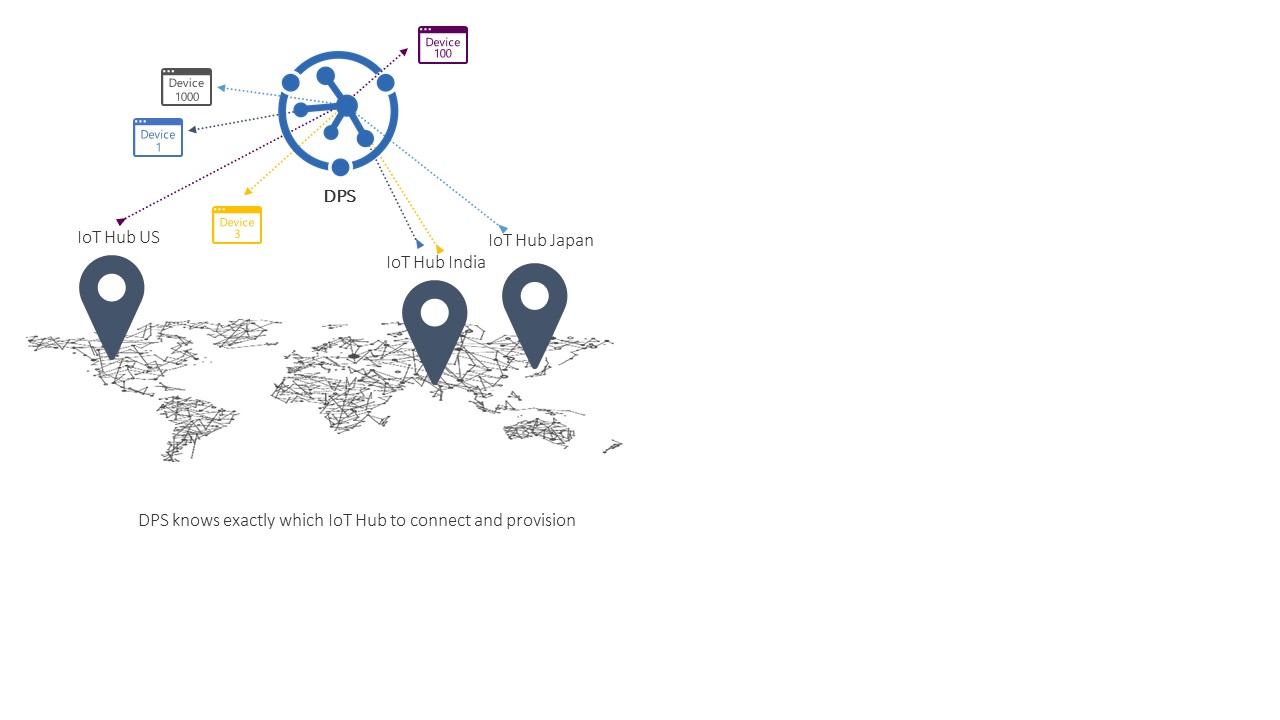 Device
100
Device
1000
Device
1
DPS
Device
3
IoT Hub US
IoT Hub Japan
IoT Hub India
DPS knows exactly which IoT Hub to connect and provision